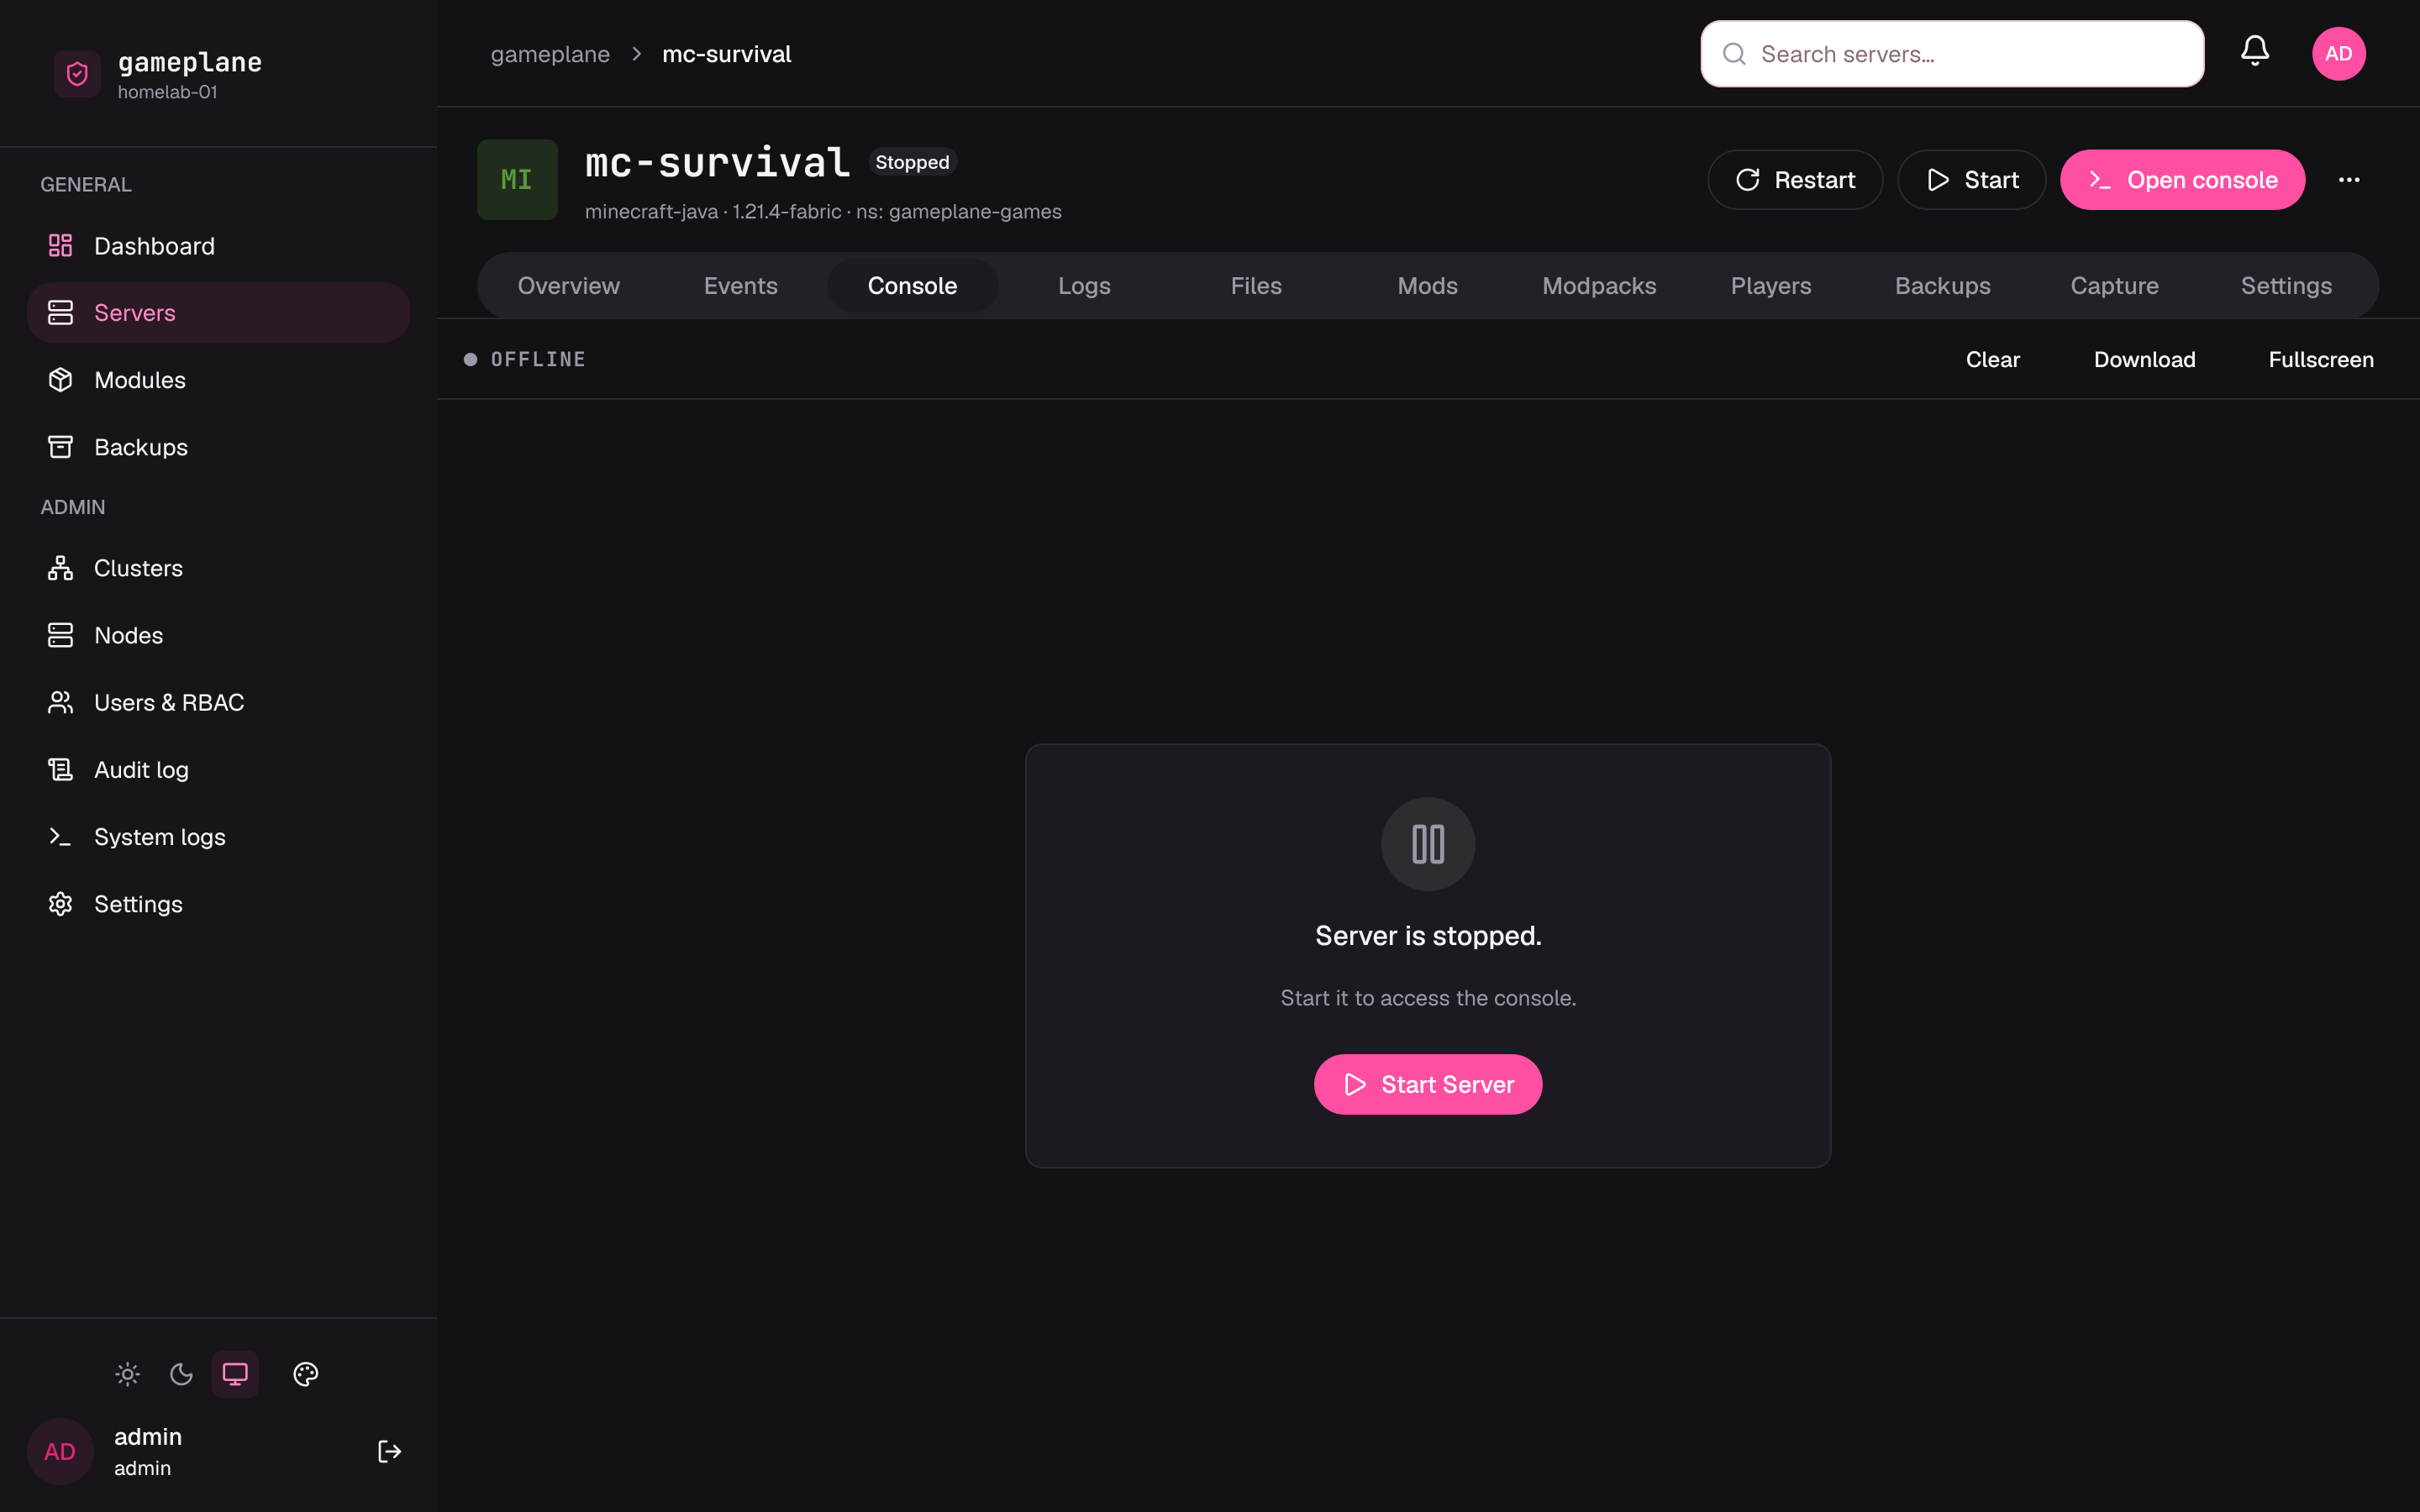 gameplane
homelab-01
GENERAL
Dashboard
Servers
Modules
Backups
ADMIN
Clusters
Nodes
Users & RBAC
Audit log
System logs
Settings
AD
admin
admin
gameplane > mc-survival
Search servers...
AD
MI
mc-survival
Stopped
minecraft-java · 1.21.4-fabric · ns: gameplane-games
Restart
Start
Open console
Overview
Events
Console
Logs
Files
Mods
Modpacks
Players
Backups
Capture
Settings
OFFLINE
Clear
Download
Fullscreen
Server is stopped.
Start it to access the console.
Start Server